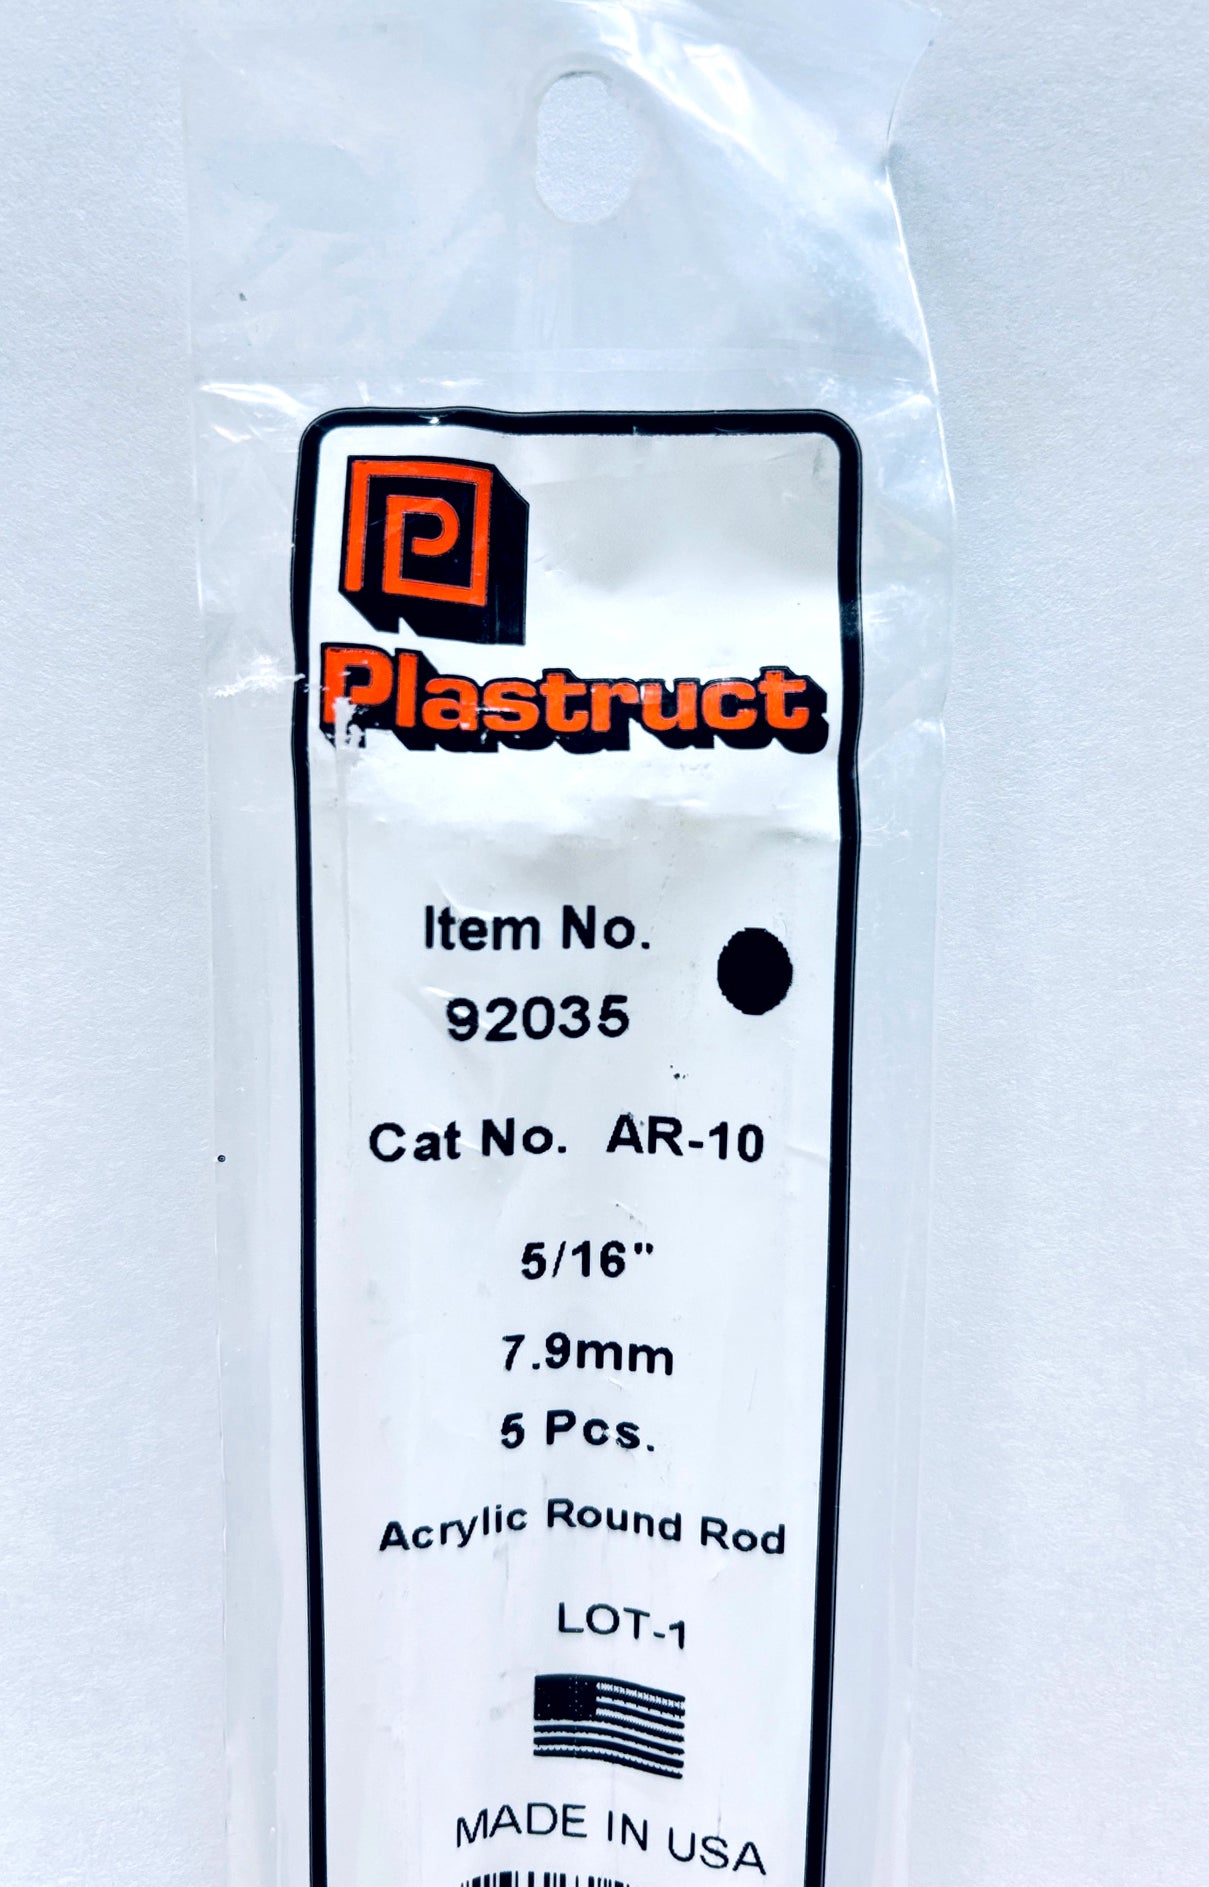 Plastruct
Item No.
92035
Cat No. AR-10
5/16"
7.9mm
5 Pcs.
Acrylic Round Rod
LOT-1
MADE IN USA